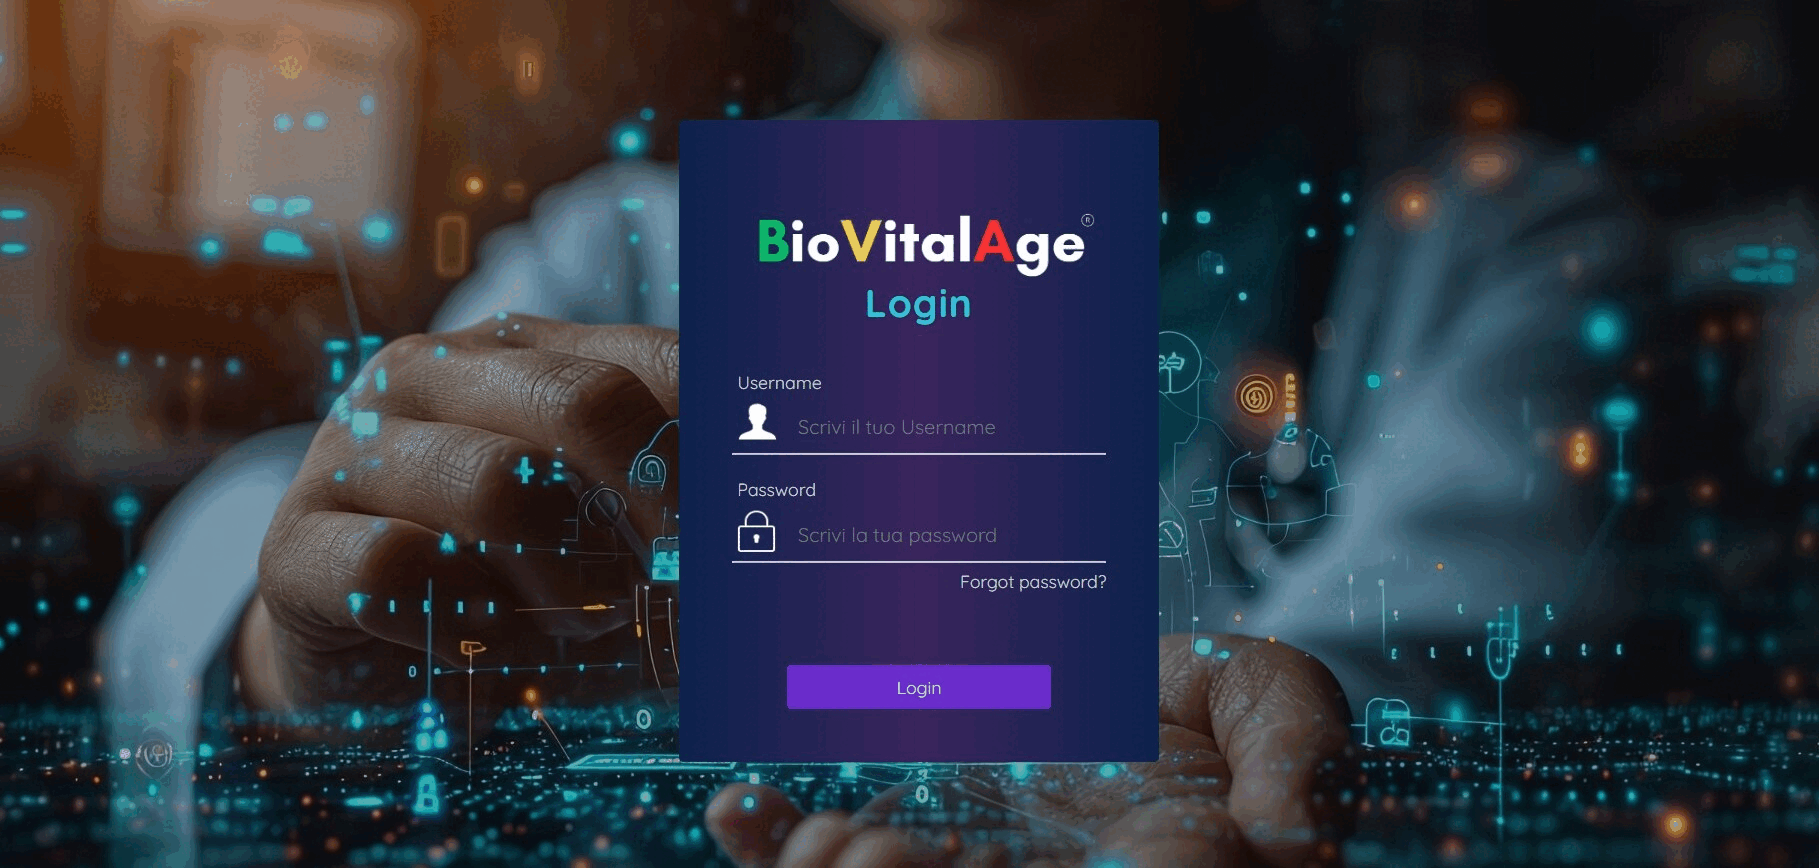 BioVitalAge®
Login
Username
Scrivi il tuo Username
Password
Scrivi la tua password
Forgot password?
Login